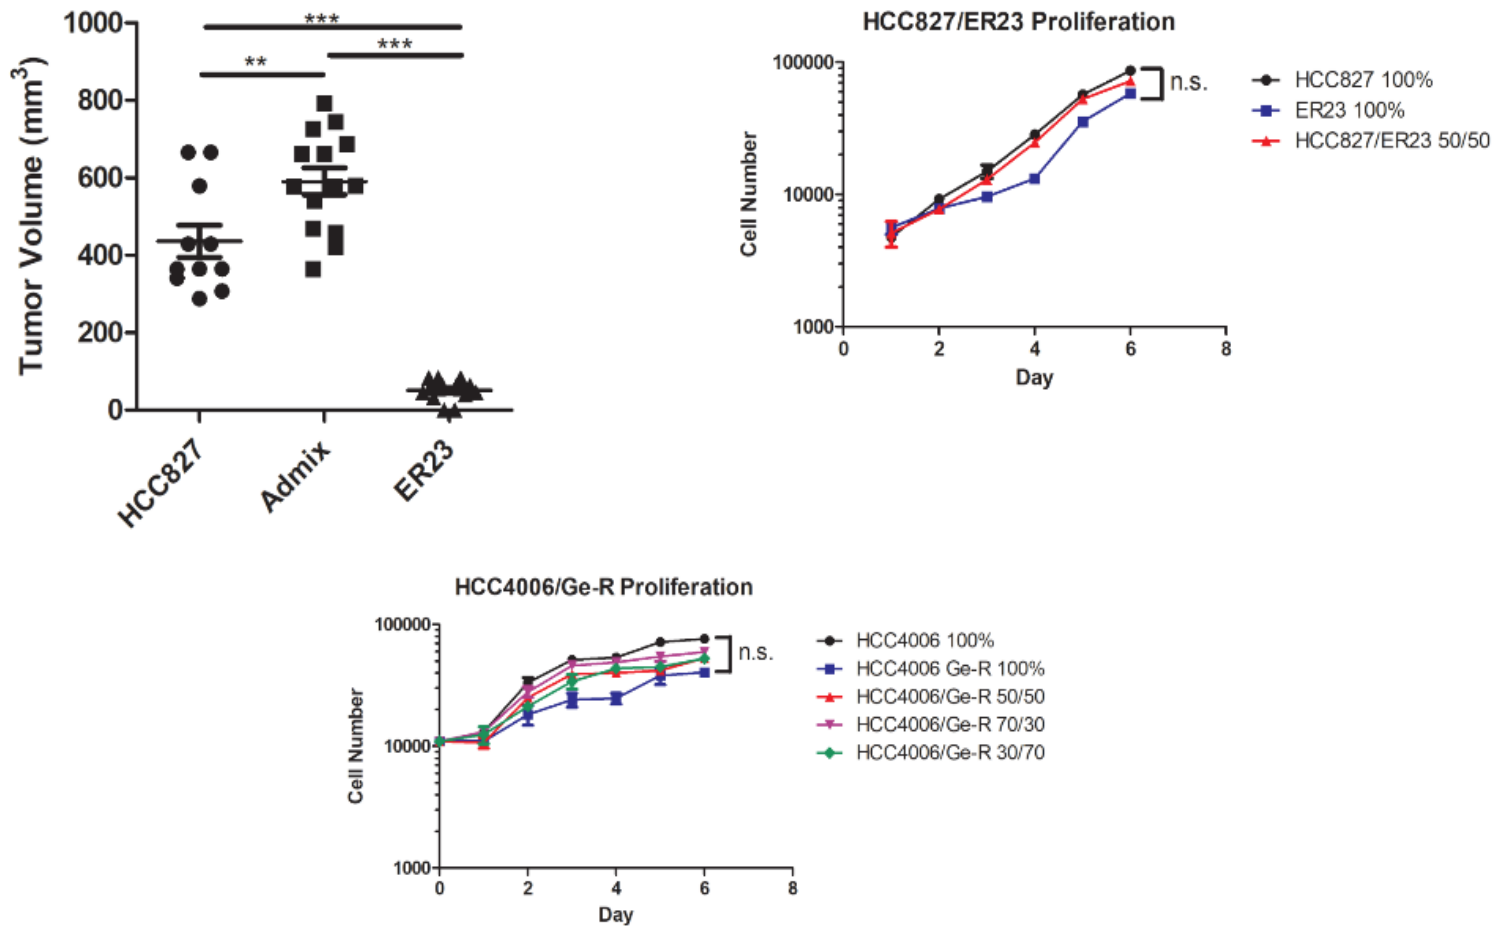 ***
***
**
1000
800
600
400
200
0
Tumor Volume (mm³)
HCC827
Admix
ER23
HCC827/ER23 Proliferation
100000
10000
1000
Cell Number
0 2 4 6 8
Day
n.s.
HCC827 100%
ER23 100%
HCC827/ER23 50/50
HCC4006/Ge-R Proliferation
100000
10000
1000
Cell Number
0 2 4 6 8
Day
n.s.
HCC4006 100%
HCC4006 Ge-R 100%
HCC4006/Ge-R 50/50
HCC4006/Ge-R 70/30
HCC4006/Ge-R 30/70